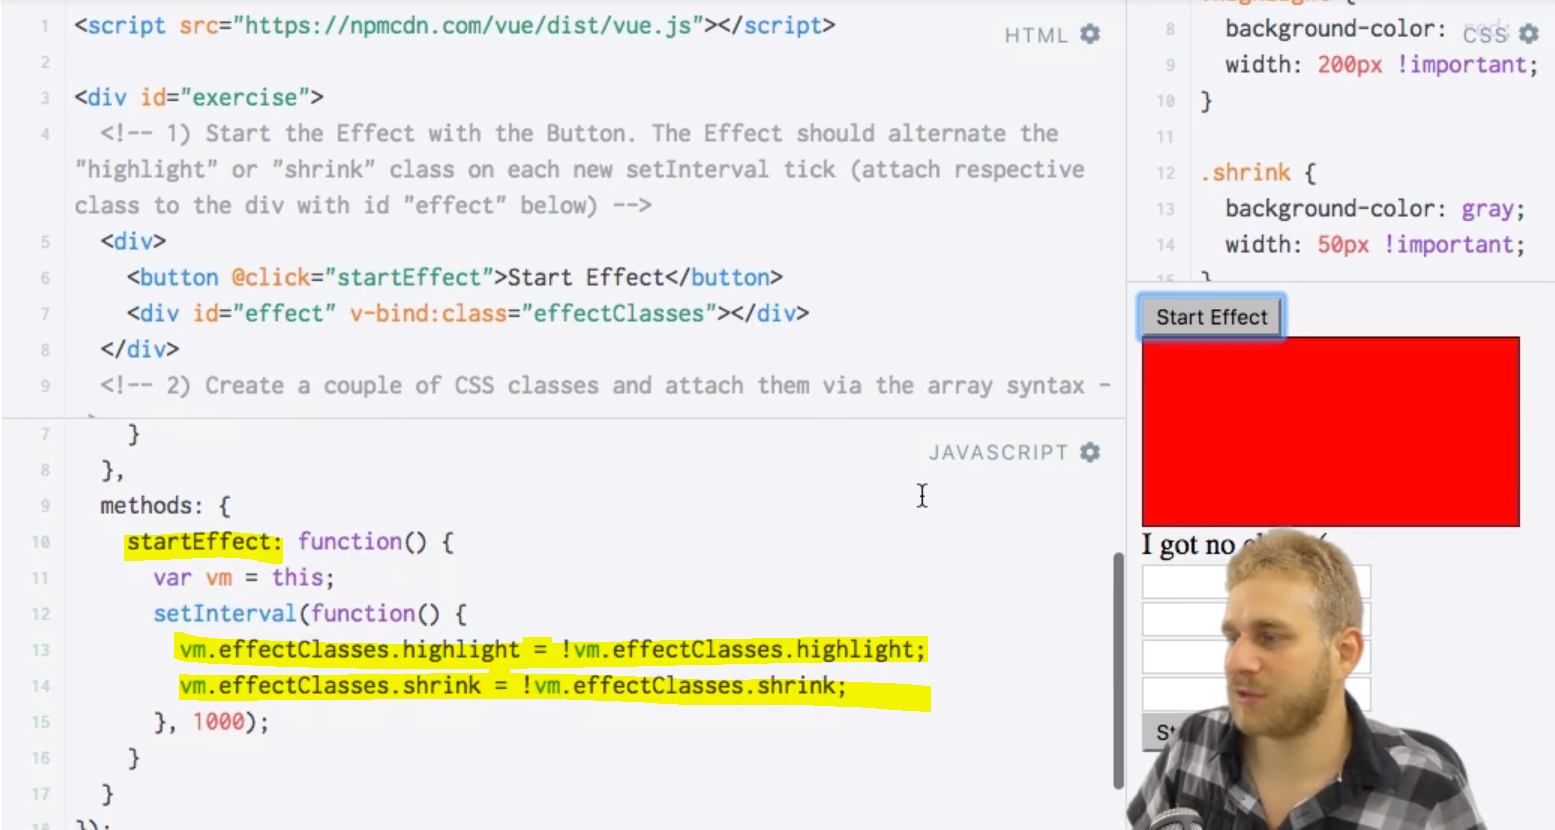 1 <script src="https://npmcdn.com/vue/dist/vue.js"></script>
HTML
2
3 <div id="exercise">
4 <!-- 1) Start the Effect with the Button. The Effect should alternate the
"highlight" or "shrink" class on each new setInterval tick (attach respective
class to the div with id "effect" below) -->
5 <div>
6 <button @click="startEffect">Start Effect</button>
7 <div id="effect" v-bind:class="effectClasses"></div>
8 </div>
9 <!-- 2) Create a couple of CSS classes and attach them via the array syntax -
7 }
JAVASCRIPT
8 },
9 methods: {
10 startEffect: function() {
11 var vm = this;
12 setInterval(function() {
13 vm.effectClasses.highlight = !vm.effectClasses.highlight;
14 vm.effectClasses.shrink = !vm.effectClasses.shrink;
15 }, 1000);
16 }
17 }
18 });
8 background-color: red;
CSS
9 width: 200px !important;
10 }
11
12 .shrink {
13 background-color: gray;
14 width: 50px !important;
15 }
Start Effect
I got no
St